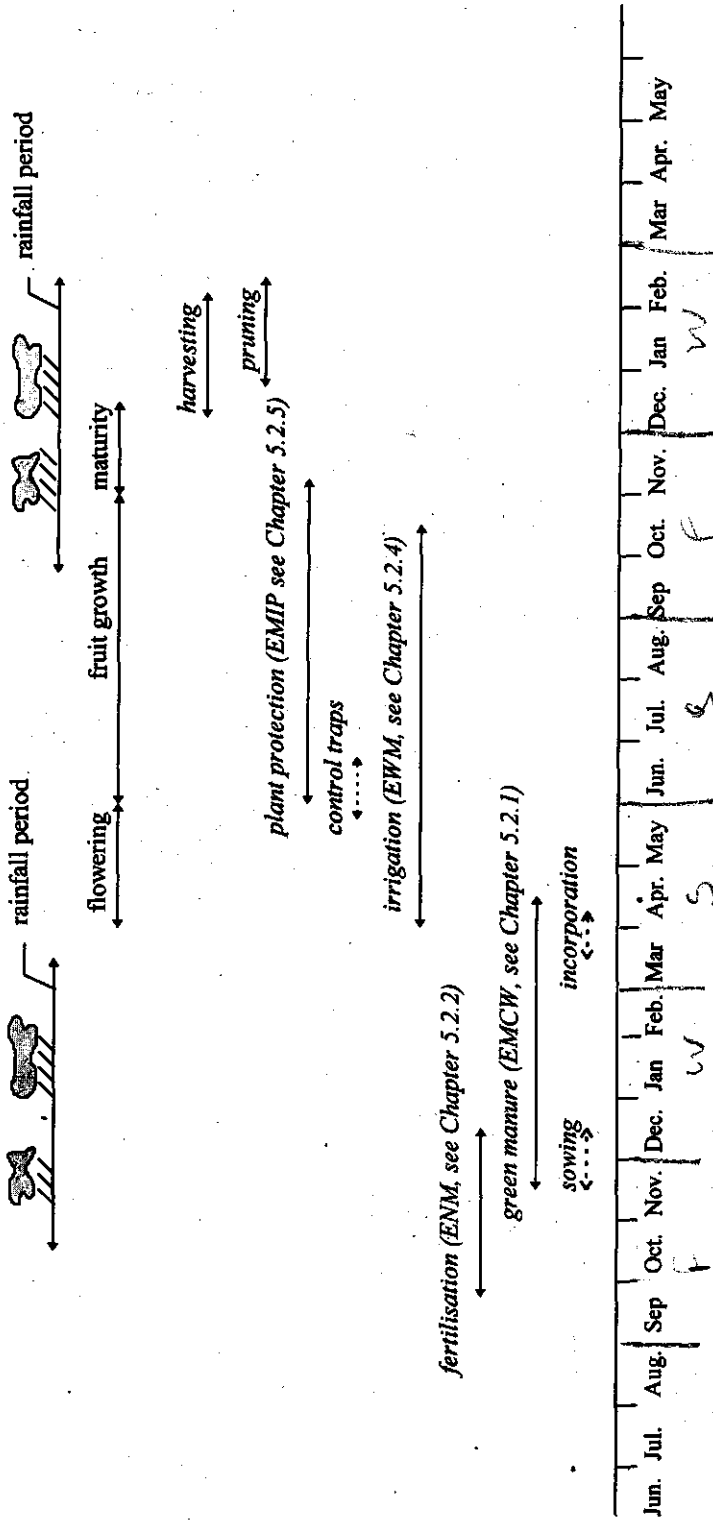 rainfall period
rainfall period
flowering
fruit growth
maturity
harvesting
pruning
plant protection (EMIP see Chapter 5.2.5)
control traps
irrigation (EWM, see Chapter 5.2.4)
fertilisation (ENM, see Chapter 5.2.2)
green manure (EMCW, see Chapter 5.2.1)
sowing
incorporation
Jun. Jul. Aug. Sep Oct. Nov. Dec. Jan Feb. Mar Apr. May Jun. Jul. Aug. Sep Oct. Nov. Dec. Jan Feb. Mar Apr. May
F W S S F W